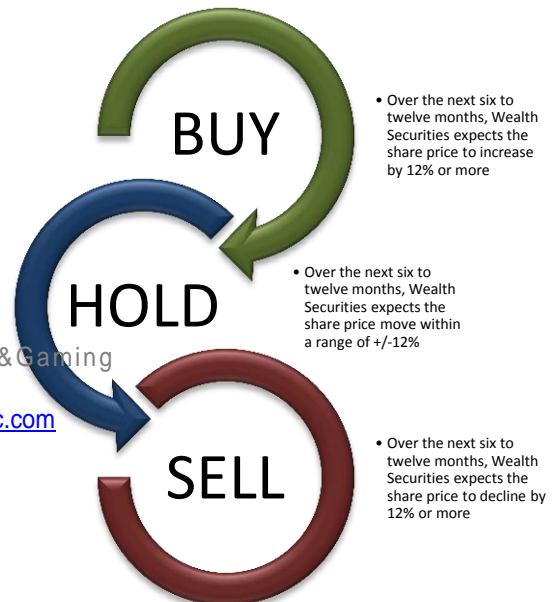 BUY
• Over the next six to
twelve months, Wealth
Securities expects the
share price to increase
by 12% or more
HOLD
• Over the next six to
twelve months, Wealth
Securities expects the
share price move within
a range of +/-12%
&Gaming
c.com
SELL
• Over the next six to
twelve months, Wealth
Securities expects the
share price to decline by
12% or more